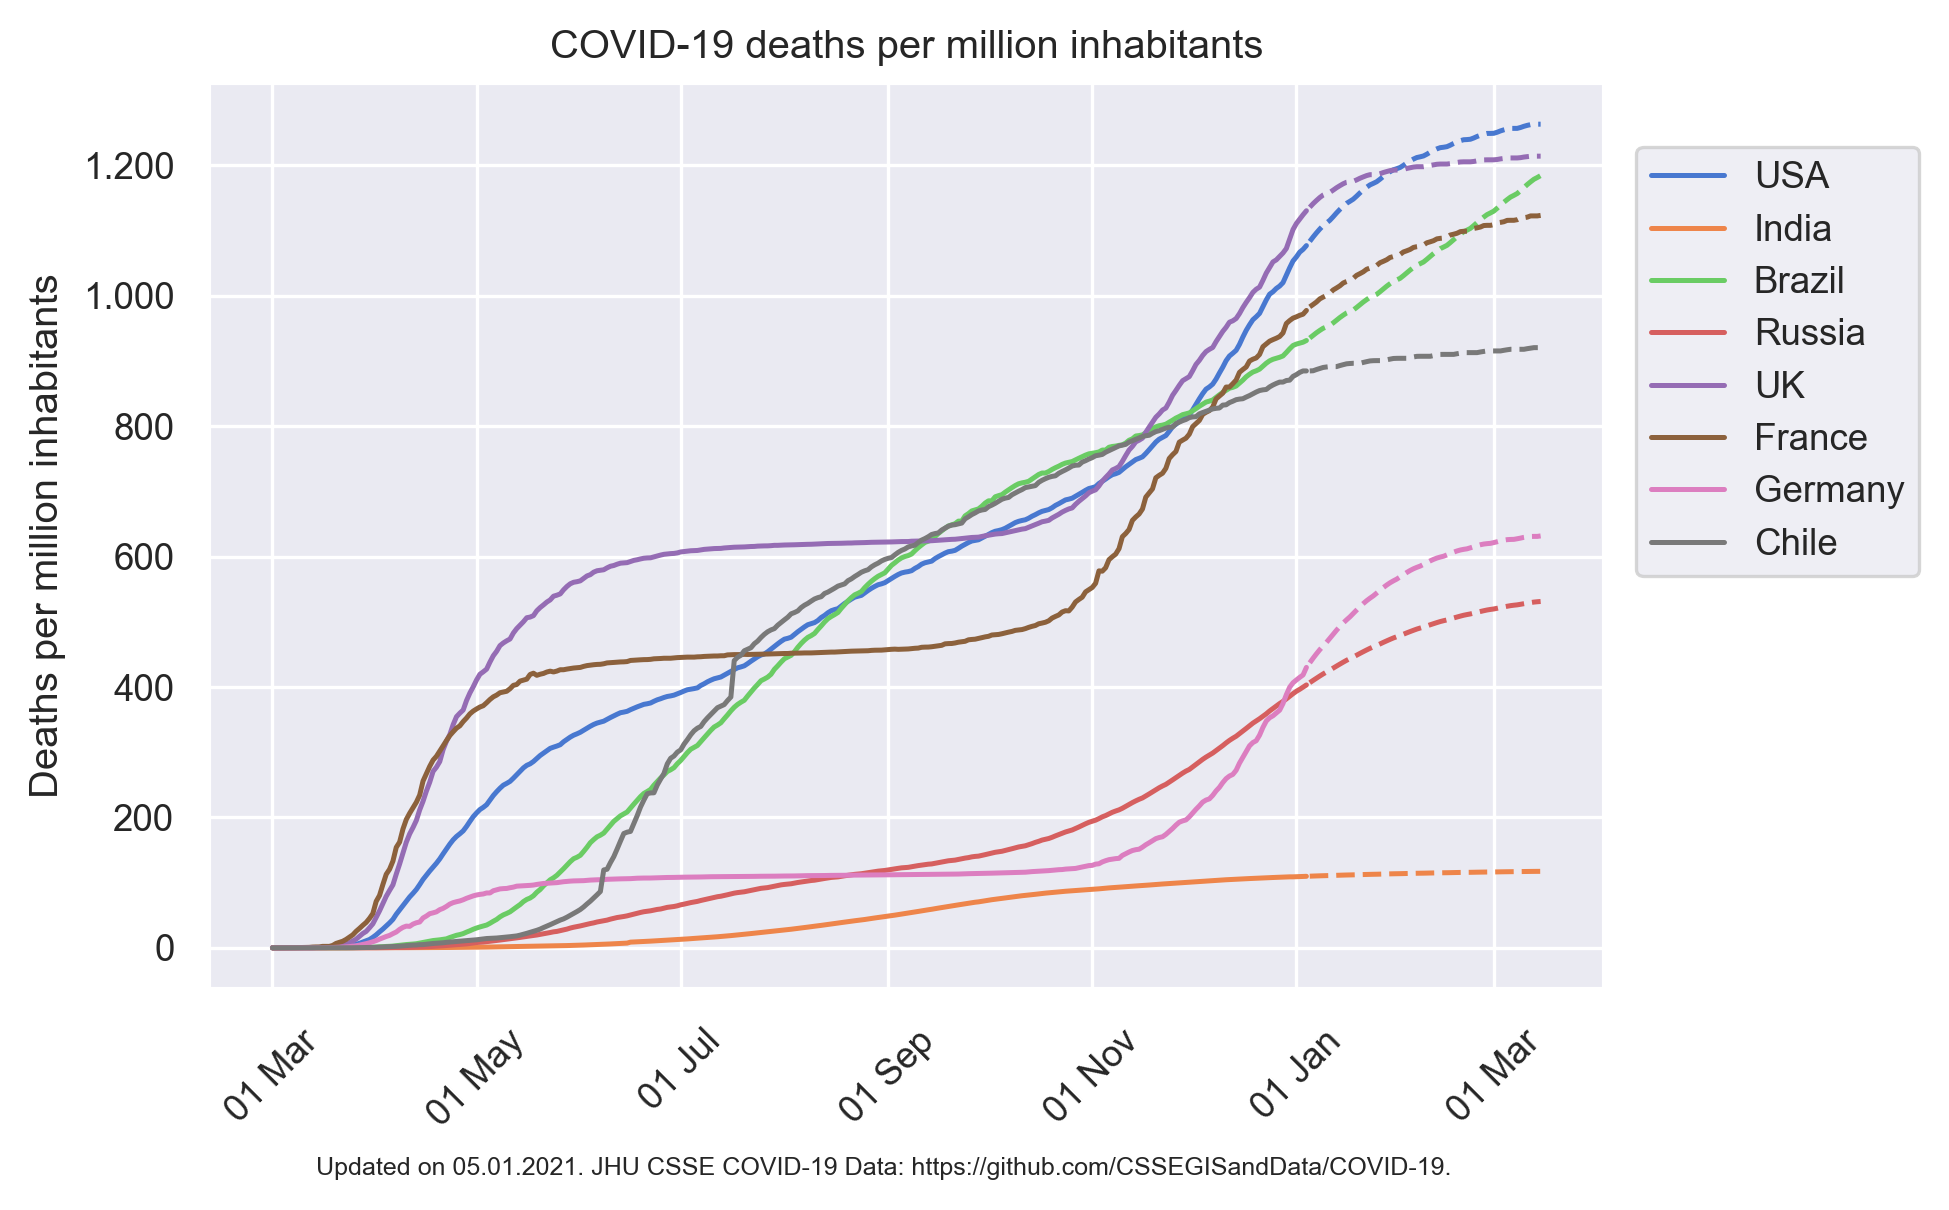 COVID-19 deaths per million inhabitants
Deaths per million inhabitants
1.200
1.000
800
600
400
200
0
01 Mar
01 May
01 Jul
01 Sep
01 Nov
01 Jan
01 Mar
USA
India
Brazil
Russia
UK
France
Germany
Chile
Updated on 05.01.2021. JHU CSSE COVID-19 Data: https://github.com/CSSEGISandData/COVID-19.